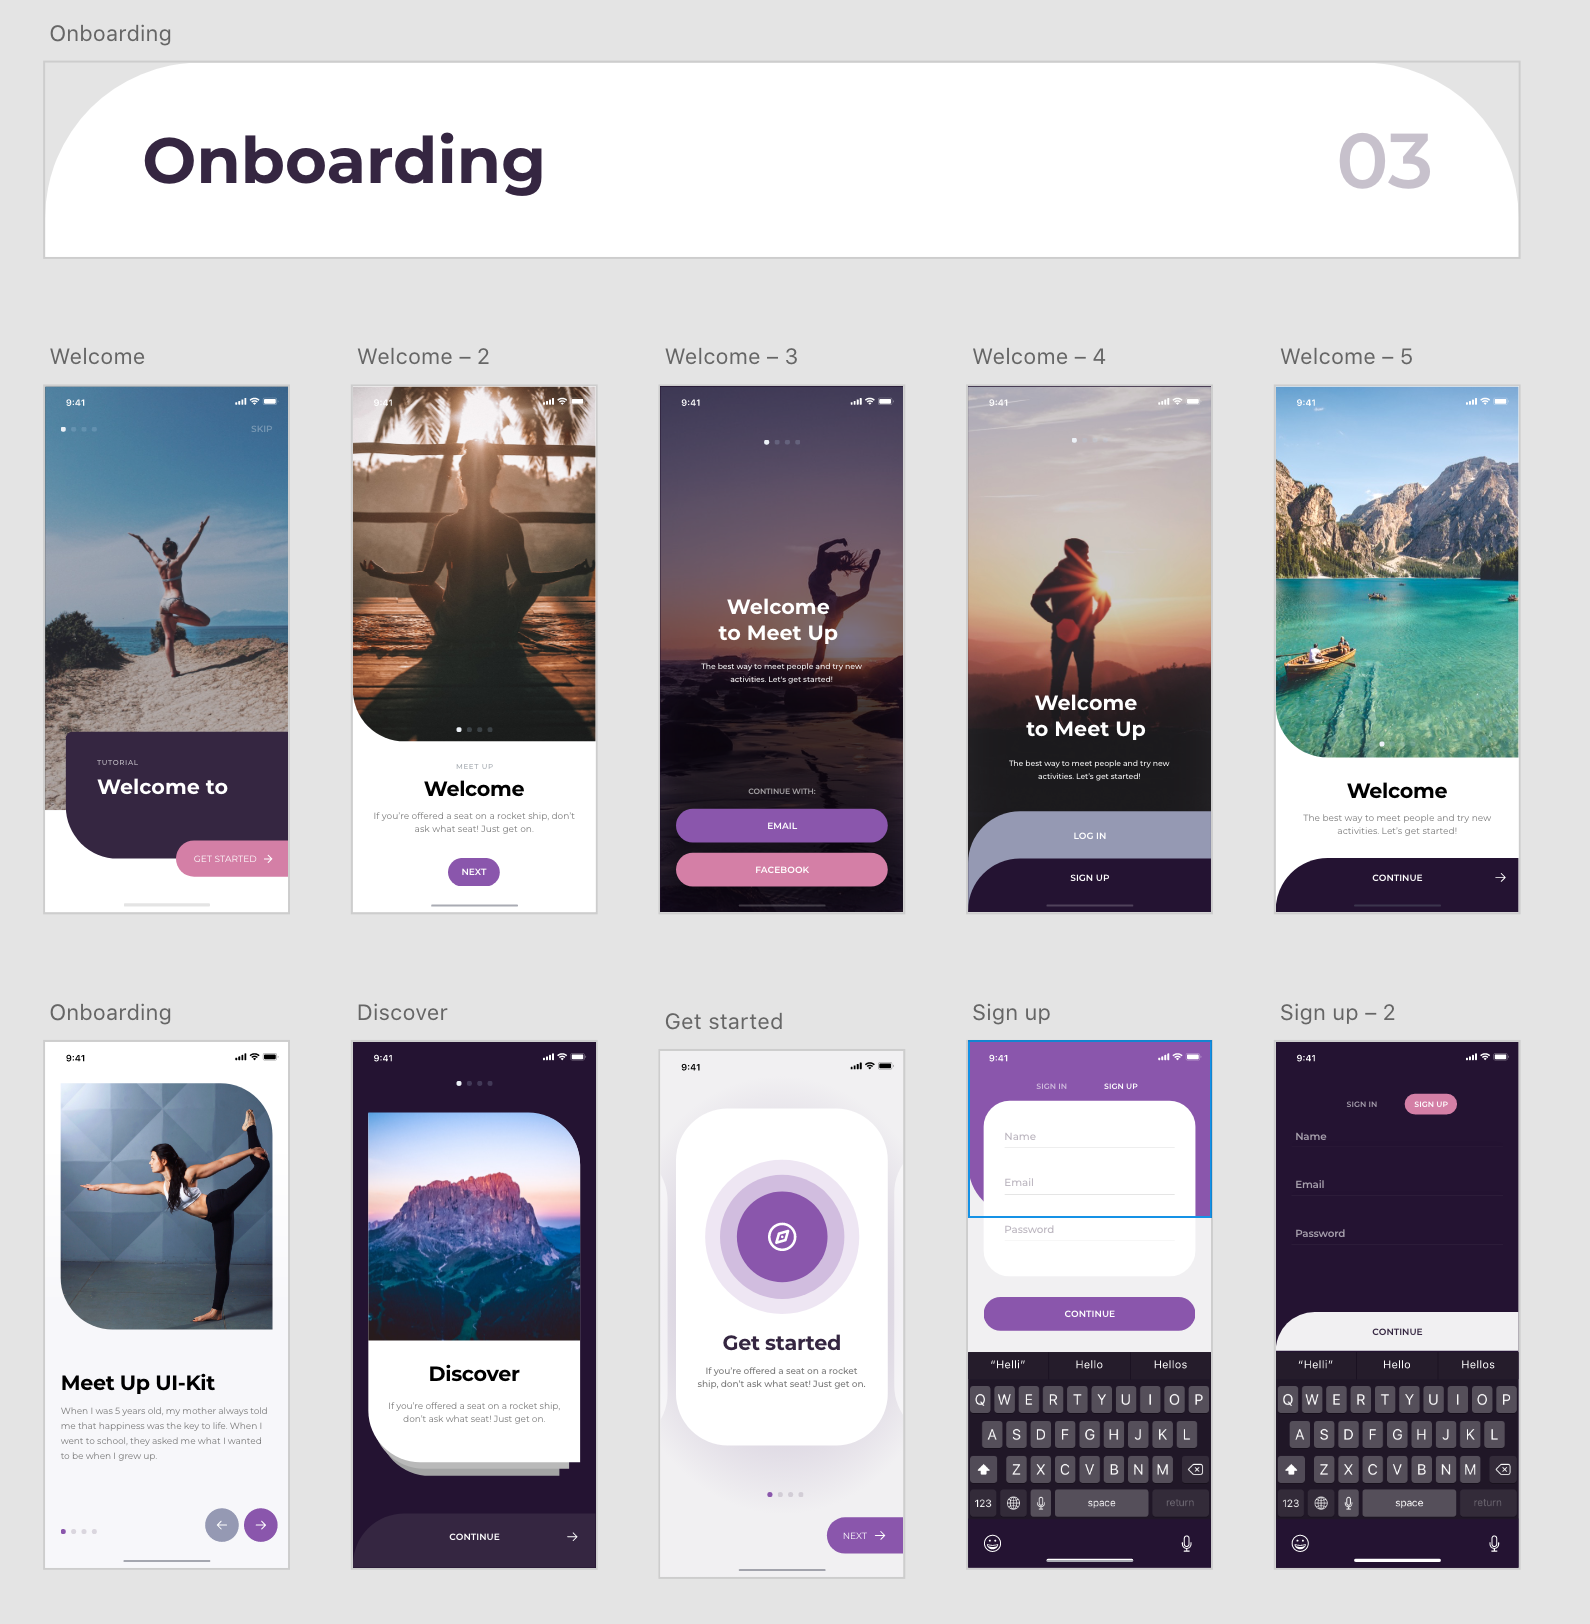 Onboarding
Onboarding
03
Welcome
Welcome – 2
Welcome – 3
Welcome – 4
Welcome – 5
9:41
SKIP
TUTORIAL
Welcome to
GET STARTED
9:41
MEET UP
Welcome
If you're offered a seat on a rocket ship, don't
ask what seat! Just get on.
NEXT
9:41
Welcome
to Meet Up
The best way to meet people and try new
activities. Let's get started!
CONTINUE WITH:
EMAIL
FACEBOOK
9:41
Welcome
to Meet Up
The best way to meet people and try new
activities. Let's get started!
LOG IN
SIGN UP
9:41
Welcome
The best way to meet people and try new
activities. Let's get started!
CONTINUE
Onboarding
Discover
Get started
Sign up
Sign up – 2
9:41
Meet Up UI-Kit
When I was 5 years old, my mother always told
me that happiness was the key to life. When I
went to school, they asked me what I wanted
to be when I grew up.
9:41
Discover
If you're offered a seat on a rocket ship,
don't ask what seat! Just get on.
CONTINUE
9:41
Get started
If you're offered a seat on a rocket
ship, don't ask what seat! Just get on.
NEXT
9:41
SIGN IN SIGN UP
Name
Email
Password
CONTINUE
“Helli” Hello Hellos
Q W E R T Y U I O P
A S D F G H J K L
Z X C V B N M
123 space return
9:41
SIGN IN SIGN UP
Name
Email
Password
CONTINUE
“Helli” Hello Hellos
Q W E R T Y U I O P
A S D F G H J K L
Z X C V B N M
123 space return